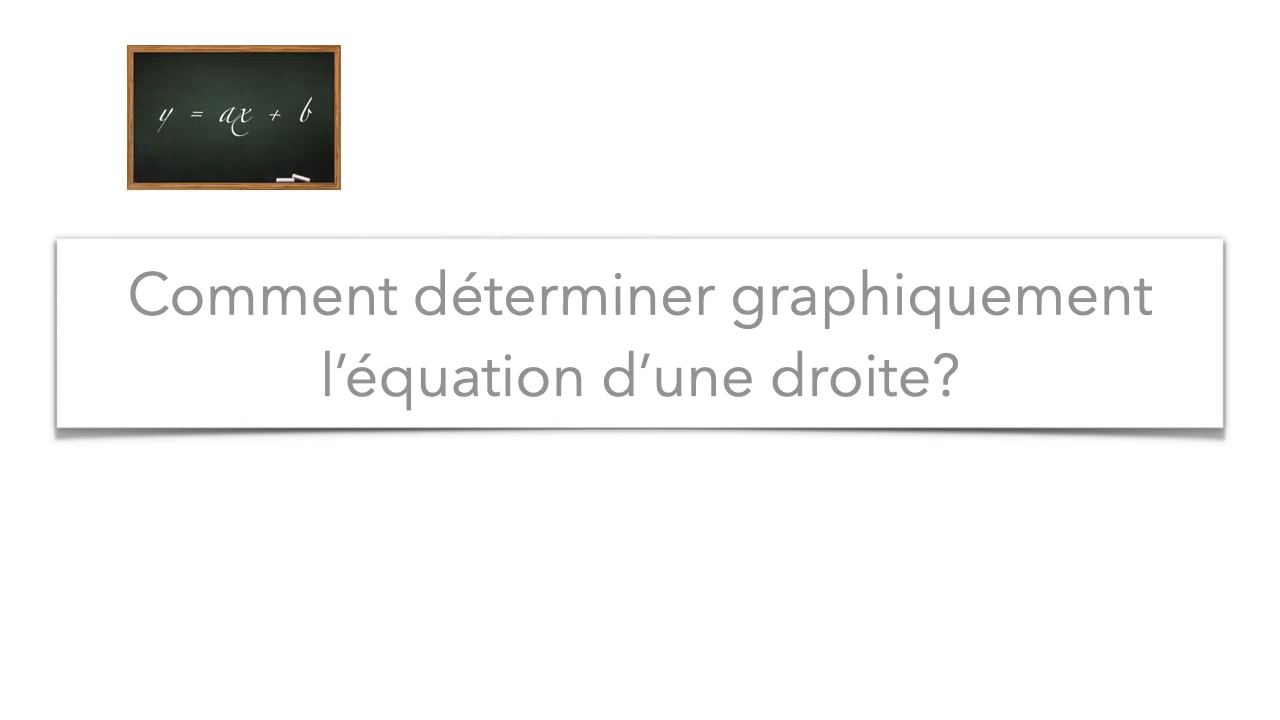 y = ax + b
Comment déterminer graphiquement
l’équation d’une droite?